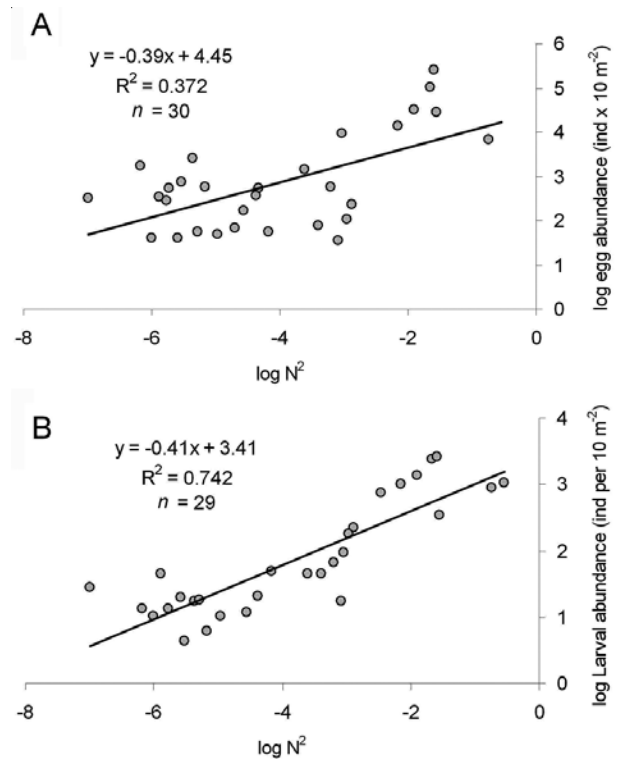 A
y = -0.39x + 4.45
R² = 0.372
n = 30
6
5
4
3
2
1
0
log egg abundance (ind x 10 m⁻²)
-8 -6 -4 -2 0
log N²
B
y = -0.41x + 3.41
R² = 0.742
n = 29
4
3
2
1
0
log Larval abundance (ind per 10 m⁻²)
-8 -6 -4 -2 0
log N²